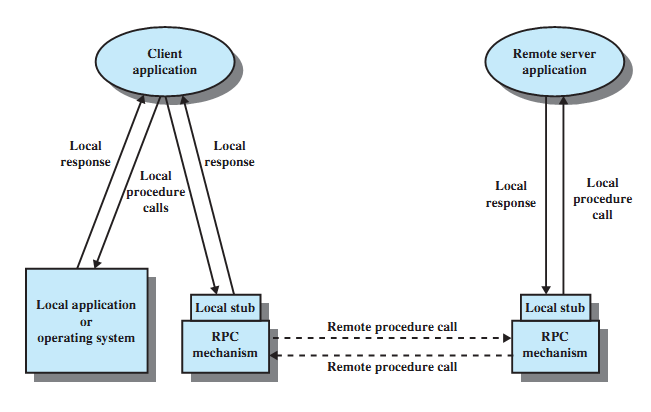 Client
application
Remote server
application
Local
response
Local
response
Local
procedure
calls
Local
response
Local
procedure
call
Local application
or
operating system
Local stub
RPC
mechanism
Remote procedure call
Remote procedure call
Local stub
RPC
mechanism